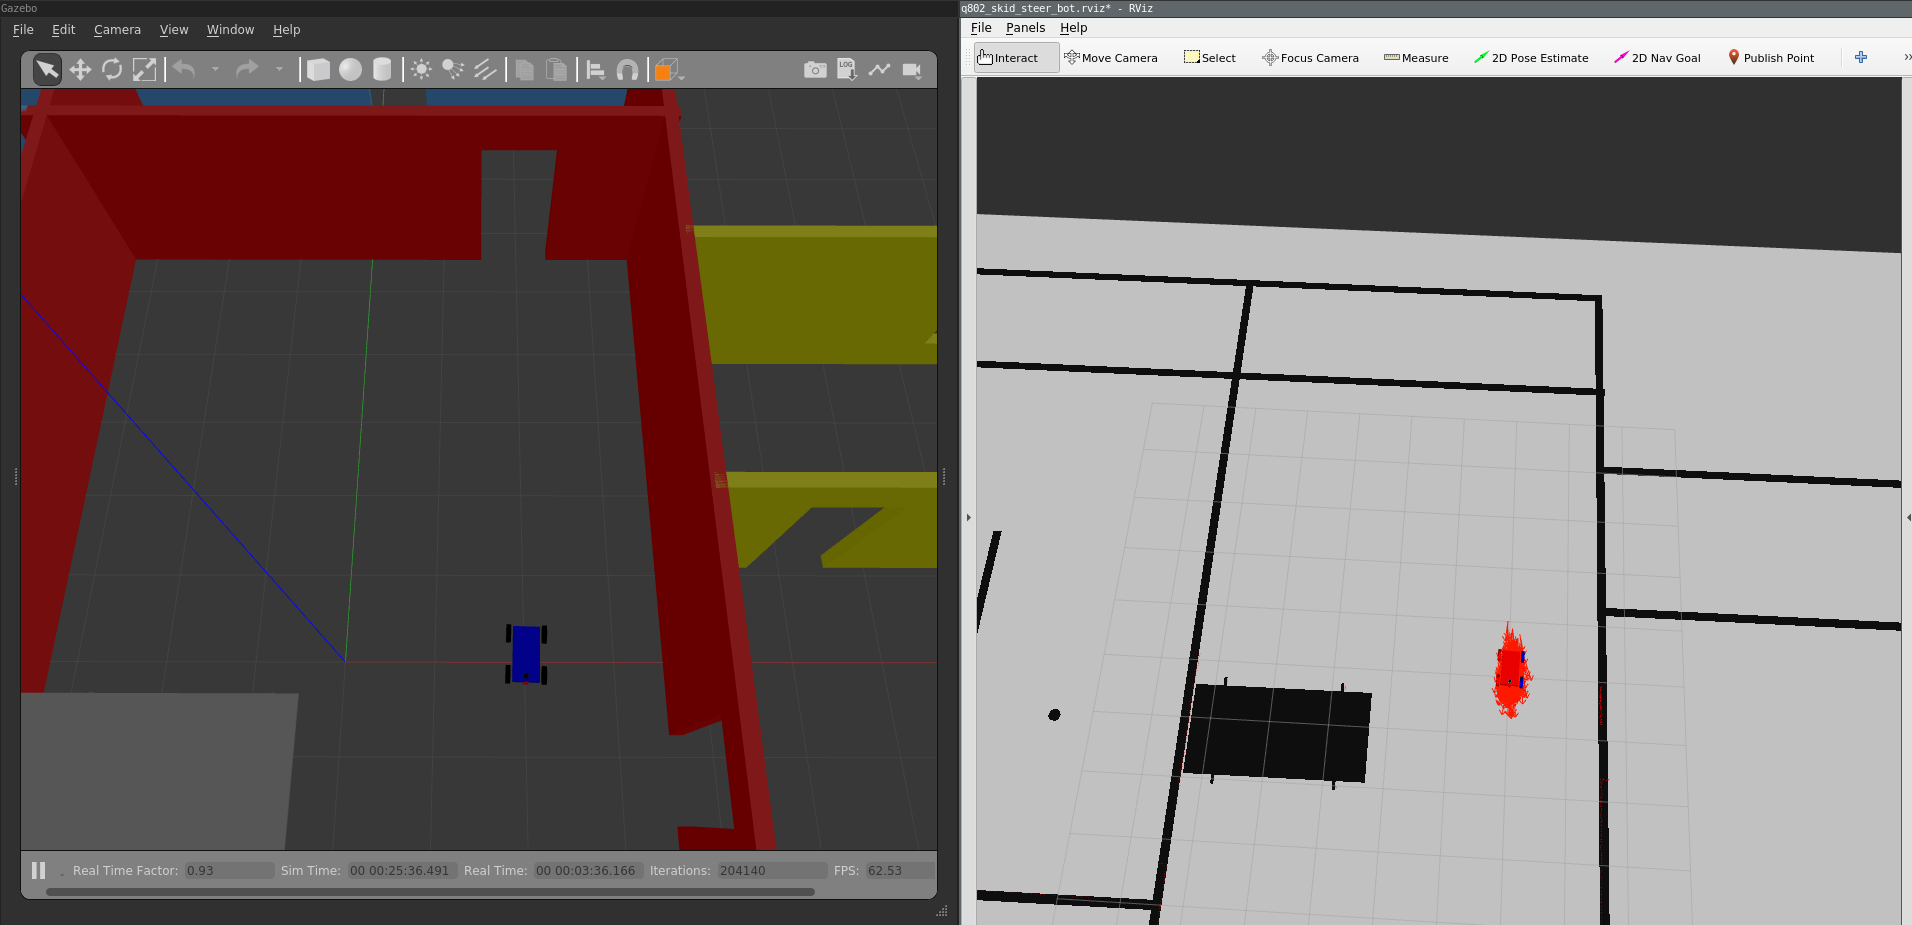 Gazebo
File Edit Camera View Window Help
LOG
Real Time Factor: 0.93 Sim Time: 00 00:25:36.491 Real Time: 00 00:03:36.166 Iterations: 204140 FPS: 62.53
q802_skid_steer_bot.rviz* - RViz
File Panels Help
Interact Move Camera Select Focus Camera Measure 2D Pose Estimate 2D Nav Goal Publish Point